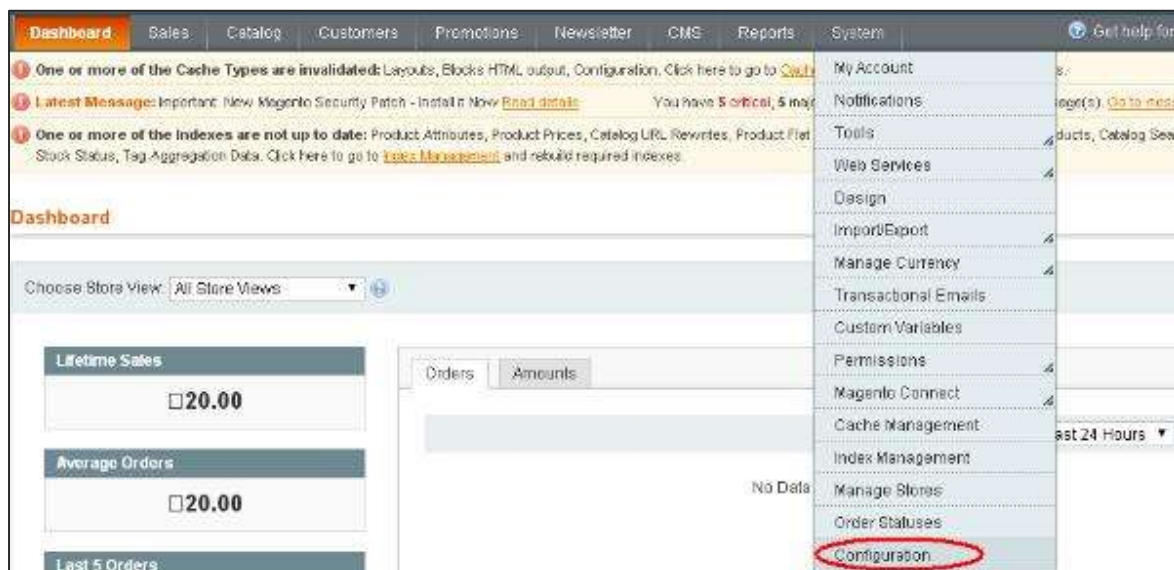 Dashboard Sales Catalog Customers Promotions Newsletter CMS Reports System Get help for
One or more of the Cache Types are invalidated: Layouts, Blocks HTML output, Configuration. Click here to go to Cach s.
Latest Message: Important: New Magento Security Patch - Install it Now Read details You have 5 critical, 5 maj age(s). Go to mes
One or more of the Indexes are not up to date: Product Attributes, Product Prices, Catalog URL Rewrites, Product Flat ducts, Catalog Sea
Stock Status, Tag Aggregation Data. Click here to go to Index Management and rebuild required indexes.
My Account
Notifications
Tools
Web Services
Design
Import/Export
Manage Currency
Transactional Emails
Custom Variables
Permissions
Magento Connect
Cache Management
Index Management
Manage Stores
Order Statuses
Configuration
Dashboard
Choose Store View: All Store Views
Lifetime Sales
20.00
Average Orders
20.00
Last 5 Orders
Orders Amounts
ast 24 Hours
No Data